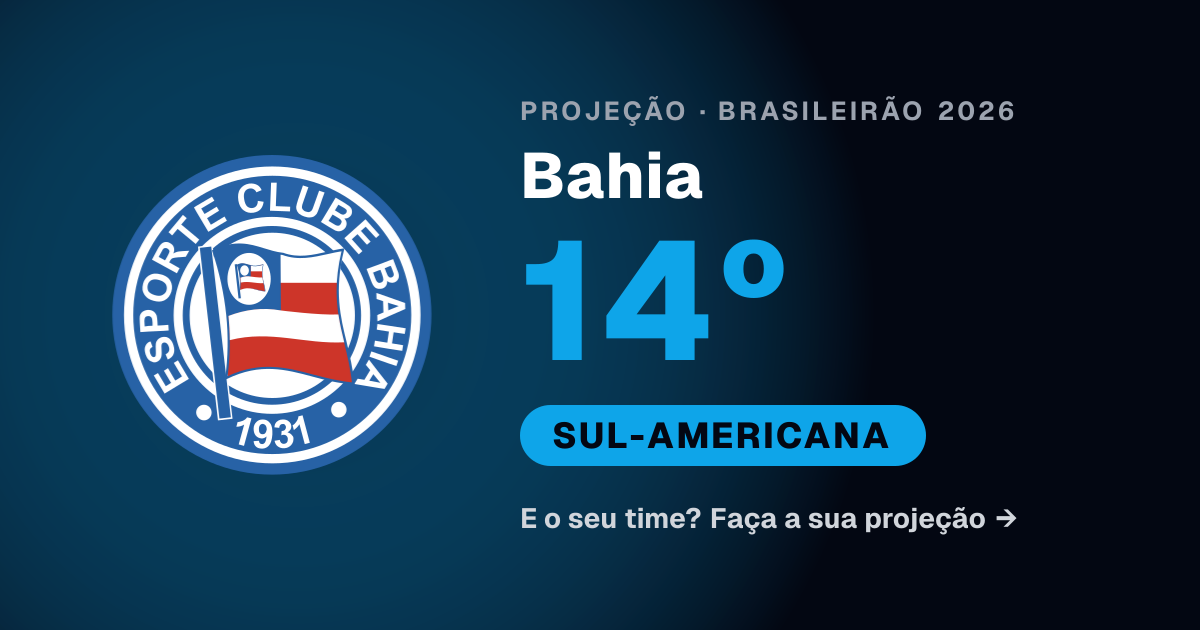 ESPORTE CLUBE BAHIA
1931
PROJEÇÃO · BRASILEIRÃO 2026
Bahia
14º
SUL-AMERICANA
E o seu time? Faça a sua projeção →